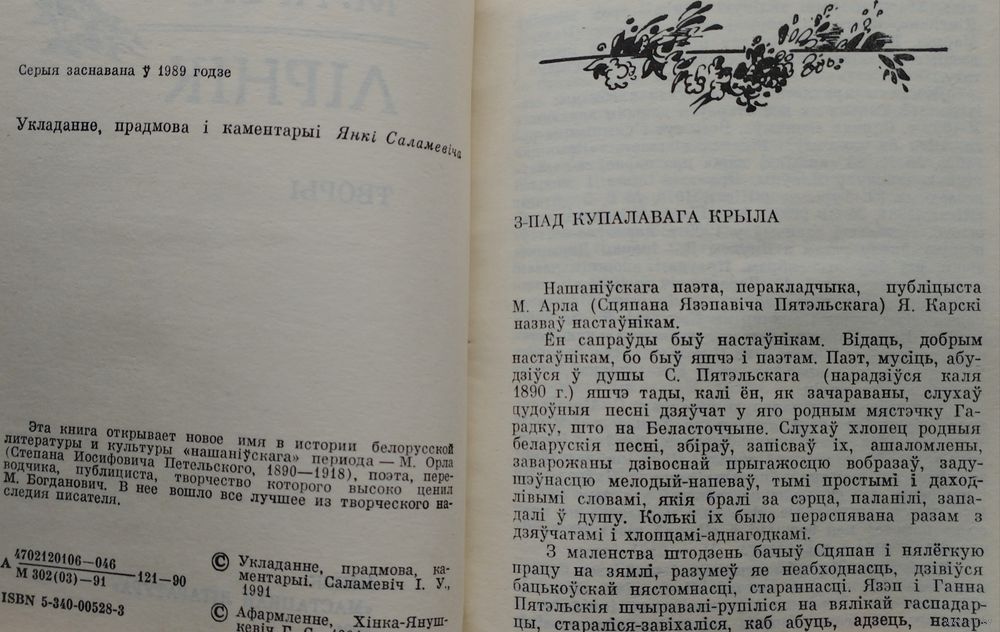 Серыя заснавана ў 1989 годзе
Укладанне, прадмова і каментарыі Янкі Саламевіча
Эта книга открывает новое имя в истории белорусской
литературы и культуры «нашаніўскага» периода — М. Орла
(Степана Иосифовича Петельского, 1890—1918), поэта, пере-
водчика, публициста, творчество которого высоко ценил
М. Богданович. В нее вошло все лучшее из творческого на-
следия писателя.
А 4702120106—046
М 302(03)—91
121—90
ISBN 5-340-00528-3
© Укладанне, прадмова, ка-
ментарыі. Саламевіч І. У.,
1991
© Афармленне, Хінка-Януш-
кевіч
З-ПАД КУПАЛАВАГА КРЫЛА
Нашаніўскага паэта, перакладчыка, публіцыста
М. Арла (Сцяпана Язэпавіча Пятэльскага) Я. Карскі
назваў настаўнікам.
Ён сапраўды быў настаўнікам. Відаць, добрым
настаўнікам, бо быў яшчэ і паэтам. Паэт, мусіць, абу-
дзіўся ў душы С. Пятэльскага (нарадзіўся каля
1890 г.) яшчэ тады, калі ён, як зачараваны, слухаў
цудоўныя песні дзяўчат у яго родным мястэчку Га-
радку, што на Беласточчыне. Слухаў хлопец родныя
беларускія песні, збіраў, запісваў іх, ашаломлены,
заварожаны дзівоснай прыгажосцю вобразаў, заду-
шэўнасцю мелодый-напеваў, тымі простымі і даход-
лівымі словамі, якія бралі за сэрца, паланілі, запа-
далі ў душу. Колькі іх было пераспявана разам з
дзяўчатамі і хлопцамі-аднагодкамі.
З маленства штодзень бачыў Сцяпан і нялёгкую
працу на зямлі, разумеў яе неабходнасць, дзівіўся
бацькоўскай нястомнасці, стараннасці. Язэп і Ганна
Пятэльскія шчыравалі-рупіліся на вялікай гаспадар-
цы, стараліся-завіхаліся, каб абуць, адзець, накар-